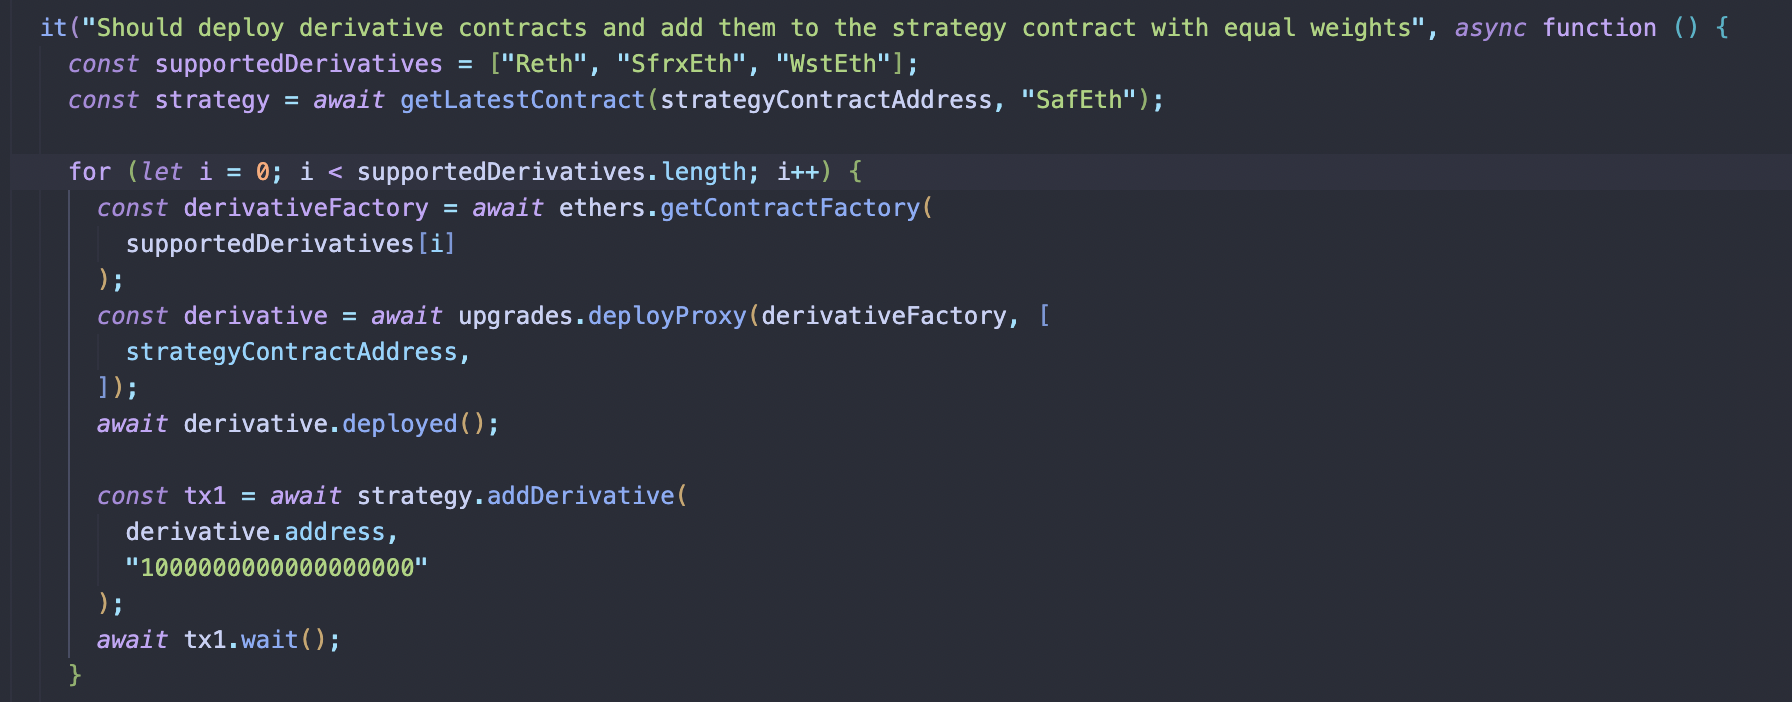 it("Should deploy derivative contracts and add them to the strategy contract with equal weights", async function () {
const supportedDerivatives = ["Reth", "SfrxEth", "WstEth"];
const strategy = await getLatestContract(strategyContractAddress, "SafEth");
for (let i = 0; i < supportedDerivatives.length; i++) {
const derivativeFactory = await ethers.getContractFactory(
supportedDerivatives[i]
);
const derivative = await upgrades.deployProxy(derivativeFactory, [
strategyContractAddress,
]);
await derivative.deployed();
const tx1 = await strategy.addDerivative(
derivative.address,
"1000000000000000000"
);
await tx1.wait();
}